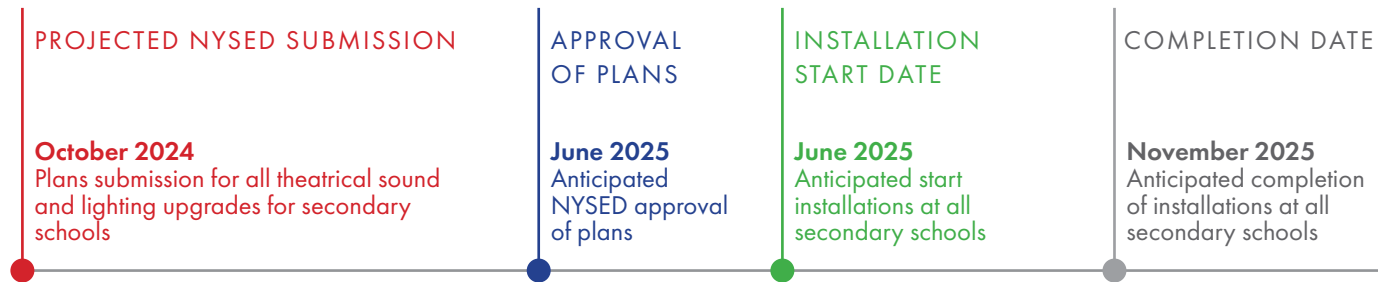 PROJECTED NYSED SUBMISSION
October 2024
Plans submission for all theatrical sound
and lighting upgrades for secondary
schools
APPROVAL
OF PLANS
June 2025
Anticipated
NYSED approval
of plans
INSTALLATION
START DATE
June 2025
Anticipated start
installations at all
secondary schools
COMPLETION DATE
November 2025
Anticipated completion
of installations at all
secondary schools